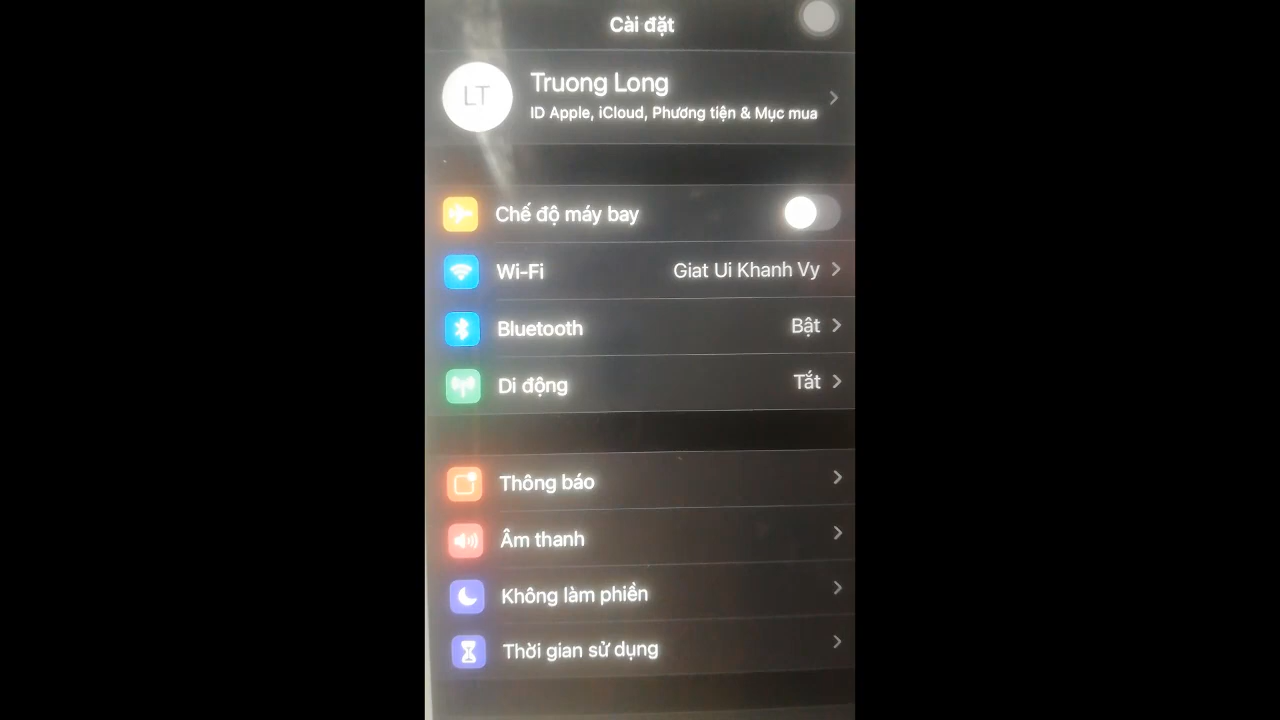 Cài đặt
LT
Truong Long
ID Apple, iCloud, Phương tiện & Mục mua
Chế độ máy bay
Wi-Fi Giat Ui Khanh Vy
Bluetooth Bật
Di động Tắt
Thông báo
Âm thanh
Không làm phiền
Thời gian sử dụng